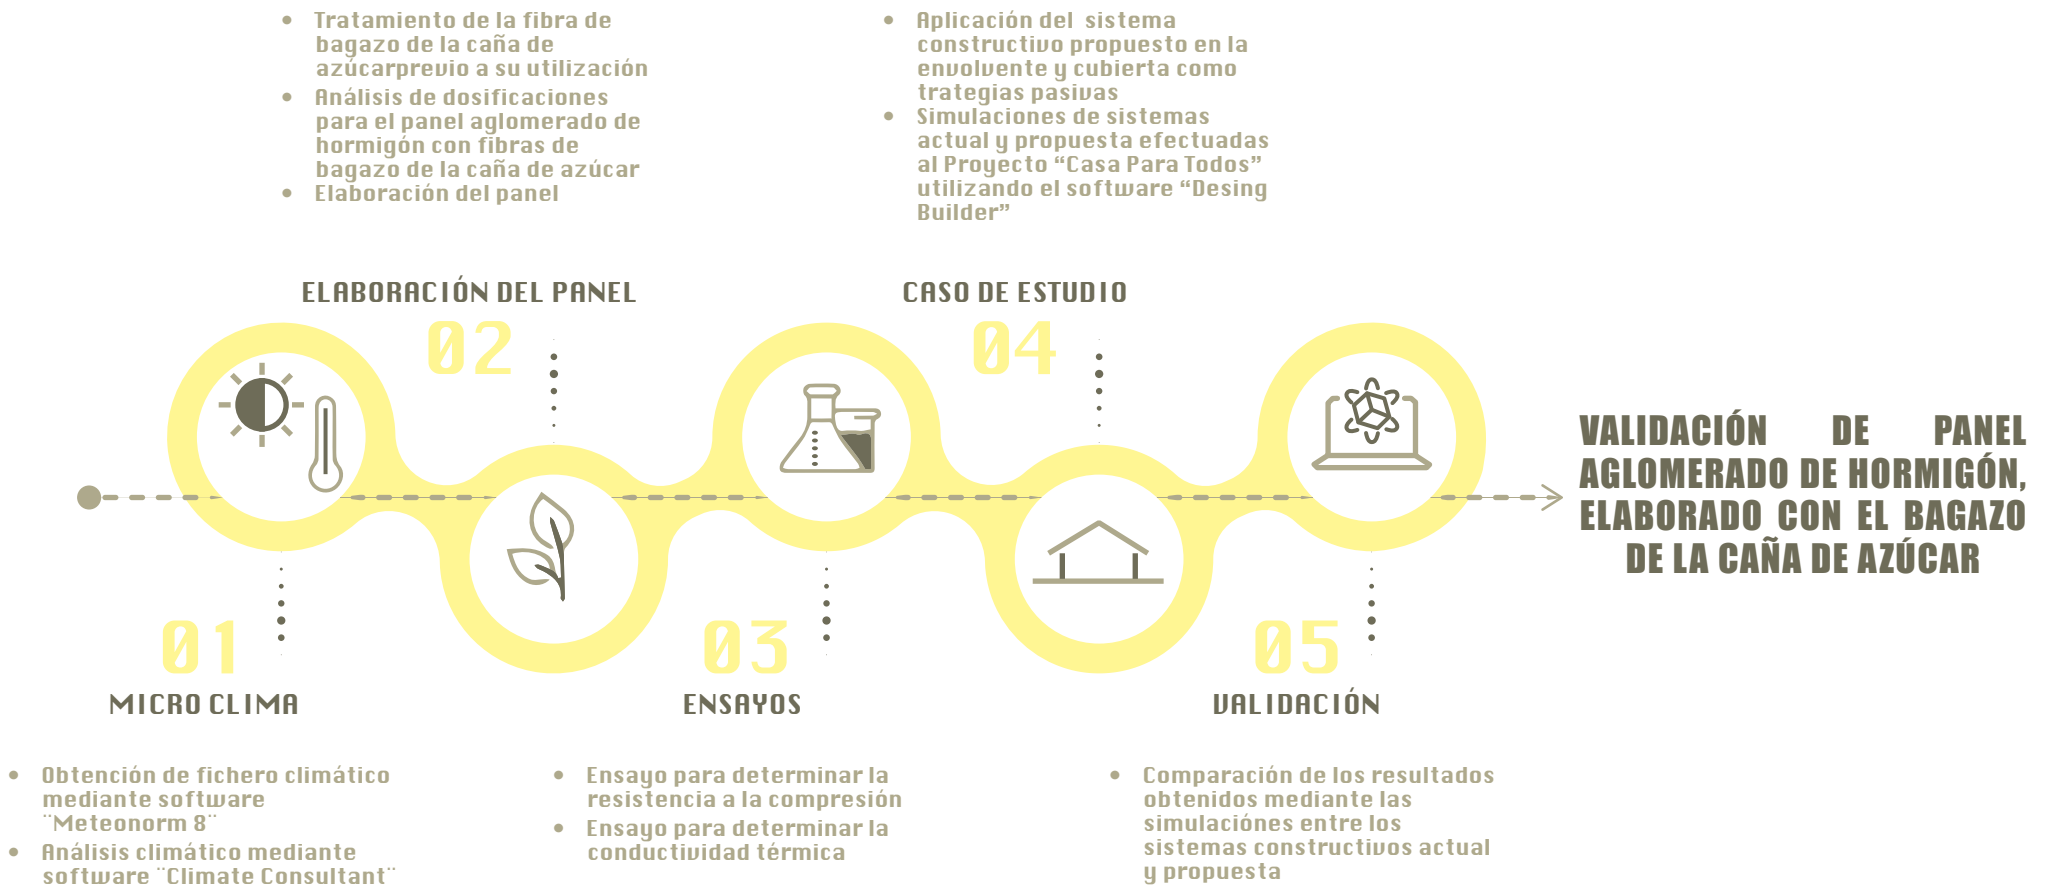 • Tratamiento de la fibra de
bagazo de la caña de
azúcarprevio a su utilización
• Análisis de dosificaciones
para el panel aglomerado de
hormigón con fibras de
bagazo de la caña de azúcar
• Elaboración del panel
• Aplicación del sistema
constructivo propuesto en la
envolvente y cubierta como
trategias pasivas
• Simulaciones de sistemas
actual y propuesta efectuadas
al Proyecto “Casa Para Todos”
utilizando el software “Desing
Builder”
ELABORACIÓN DEL PANEL
02
CASO DE ESTUDIO
04
VALIDACIÓN DE PANEL
AGLOMERADO DE HORMIGÓN,
ELABORADO CON EL BAGAZO
DE LA CAÑA DE AZÚCAR
01
MICRO CLIMA
03
ENSAYOS
05
VALIDACIÓN
• Obtención de fichero climático
mediante software
¨Meteonorm 8¨
• Análisis climático mediante
software ¨Climate Consultant¨
• Ensayo para determinar la
resistencia a la compresión
• Ensayo para determinar la
conductividad térmica
• Comparación de los resultados
obtenidos mediante las
simulaciónes entre los
sistemas constructivos actual
y propuesta